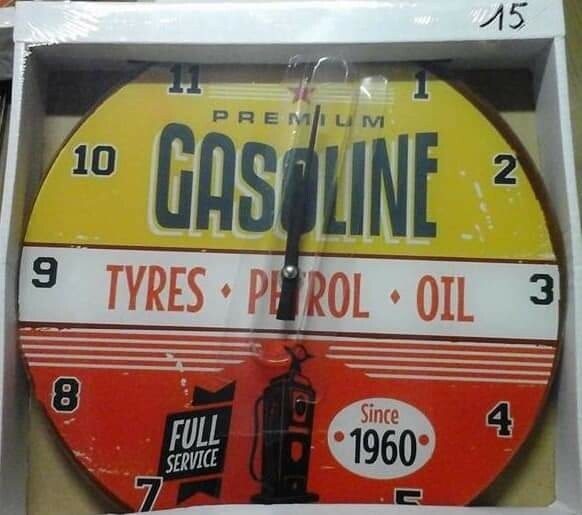 15
11
1
PREMIUM
10
GASOLINE
2
9
TYRES · PETROL · OIL
3
8
4
FULL
SERVICE
Since
1960
7
5